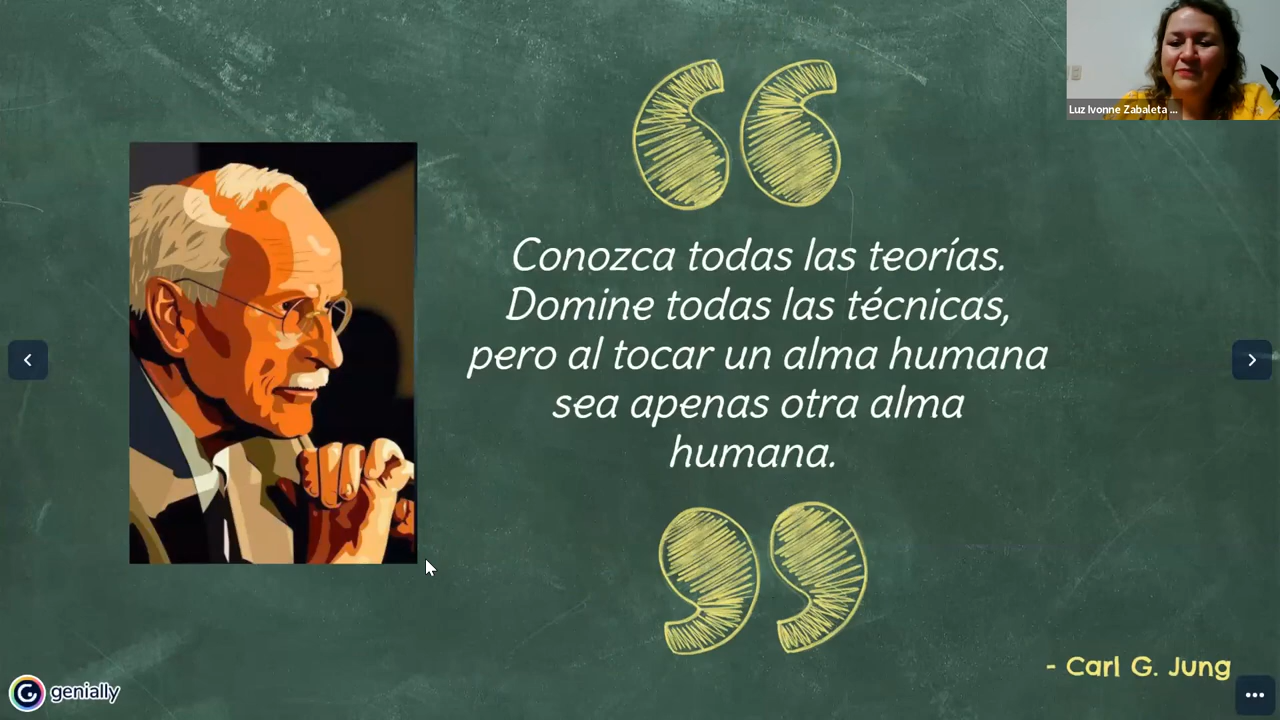 Luz Ivonne Zabaleta ...
Conozca todas las teorías.
Domine todas las técnicas,
pero al tocar un alma humana
sea apenas otra alma
humana.
- Carl G. Jung
genially